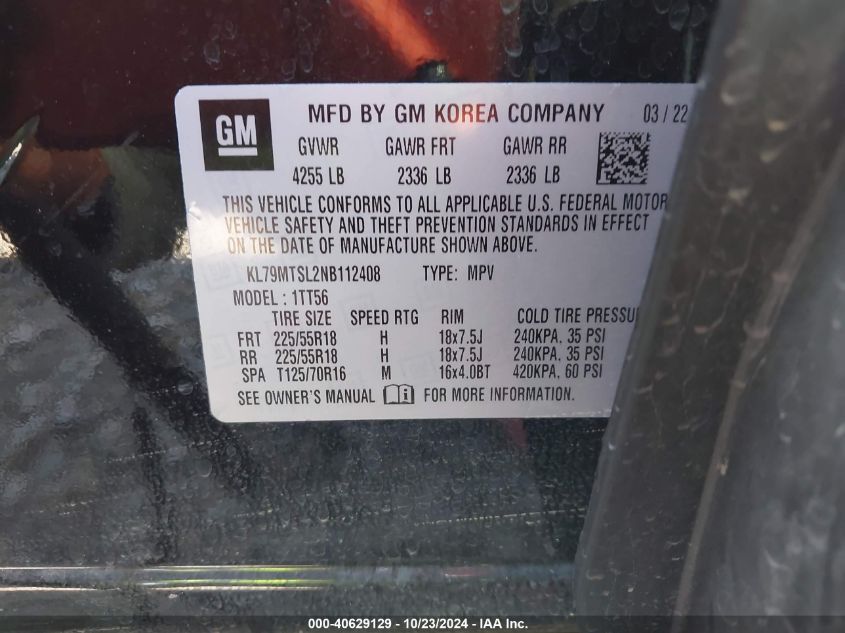 GM MFD BY GM KOREA COMPANY 03 / 22
GVWR GAWR FRT GAWR RR
4255 LB 2336 LB 2336 LB
THIS VEHICLE CONFORMS TO ALL APPLICABLE U.S. FEDERAL MOTOR
VEHICLE SAFETY AND THEFT PREVENTION STANDARDS IN EFFECT
ON THE DATE OF MANUFACTURE SHOWN ABOVE.
KL79MTSL2NB112408 TYPE: MPV
MODEL : 1TT56
TIRE SIZE SPEED RTG RIM COLD TIRE PRESSU
FRT 225/55R18 H 18x7.5J 240KPA, 35 PSI
RR 225/55R18 H 18x7.5J 240KPA, 35 PSI
SPA T125/70R16 M 16x4.0BT 420KPA, 60 PSI
SEE OWNER'S MANUAL FOR MORE INFORMATION.
000-40629129 - 10/23/2024 - IAA Inc.